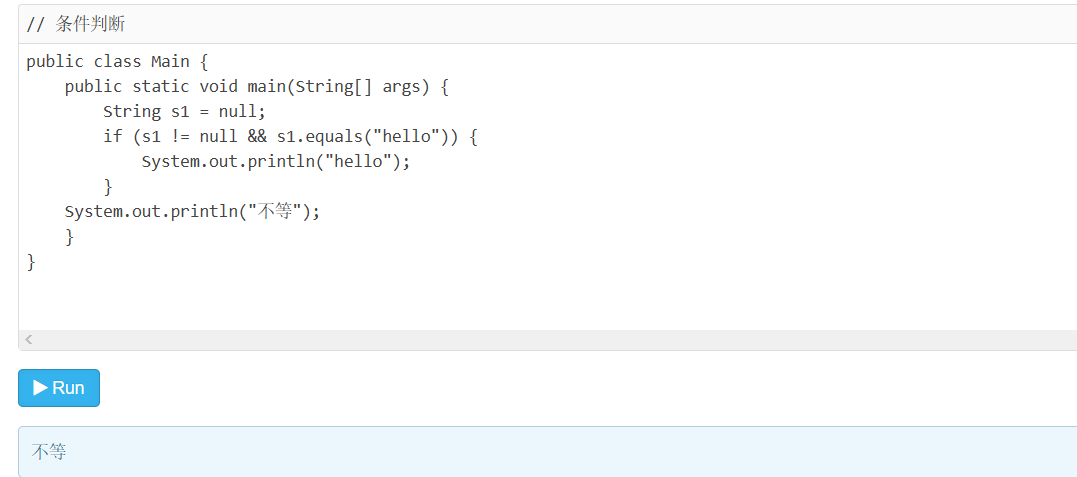 // 条件判断
public class Main {
    public static void main(String[] args) {
        String s1 = null;
        if (s1 != null && s1.equals("hello")) {
            System.out.println("hello");
        }
    System.out.println("不等");
    }
}
Run
不等